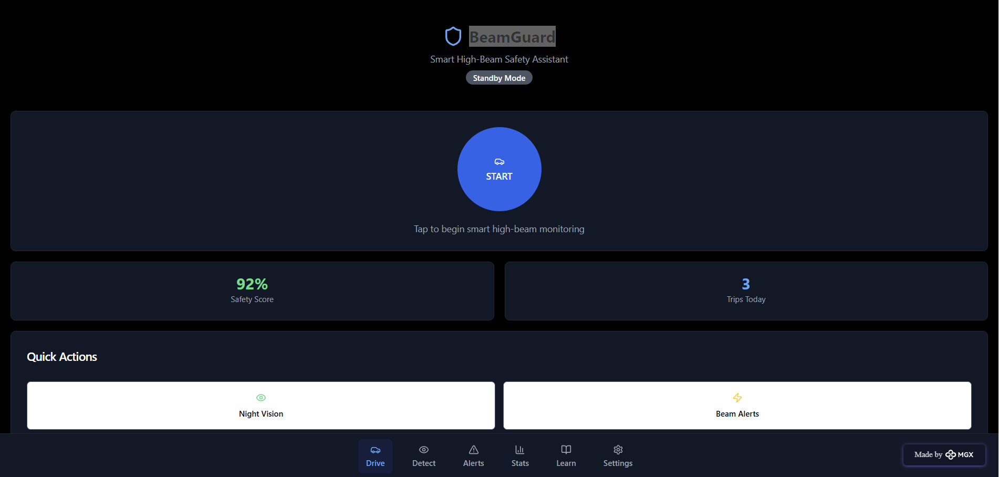 BeamGuard
Smart High-Beam Safety Assistant
Standby Mode
START
Tap to begin smart high-beam monitoring
92%
Safety Score
3
Trips Today
Quick Actions
Night Vision
Beam Alerts
Drive
Detect
Alerts
Stats
Learn
Settings
Made by MGX